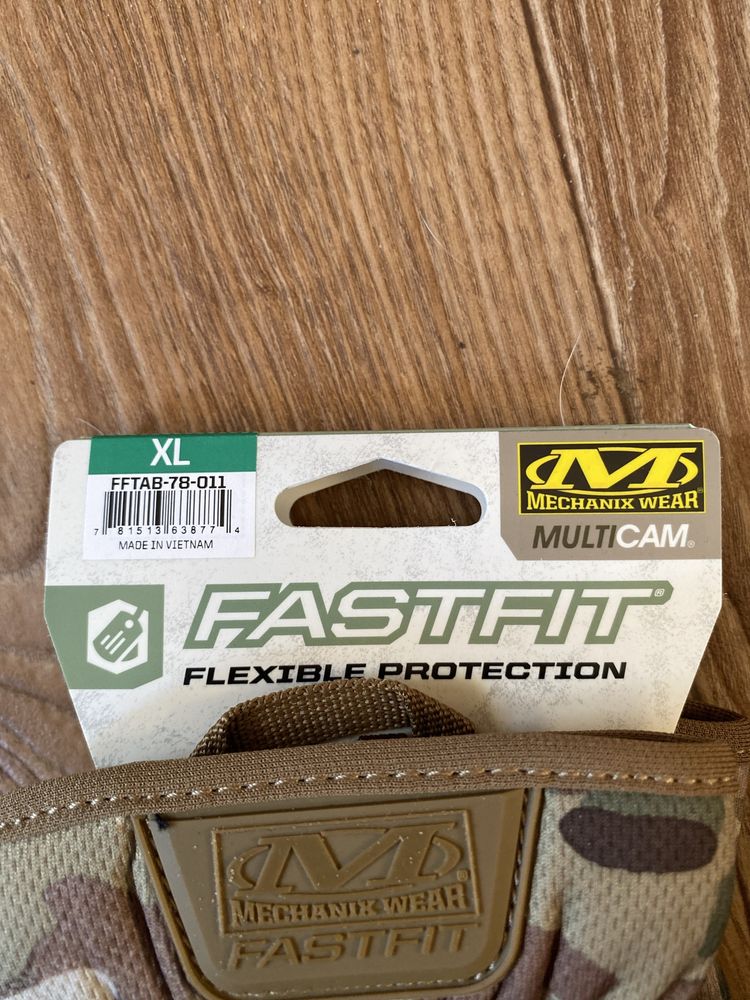 XL
FFTAB-78-011
7 81513 63877 4
MADE IN VIETNAM
M
MECHANIX WEAR®
MULTICAM®
FASTFIT®
FLEXIBLE PROTECTION
M
MECHANIX WEAR
FASTFIT